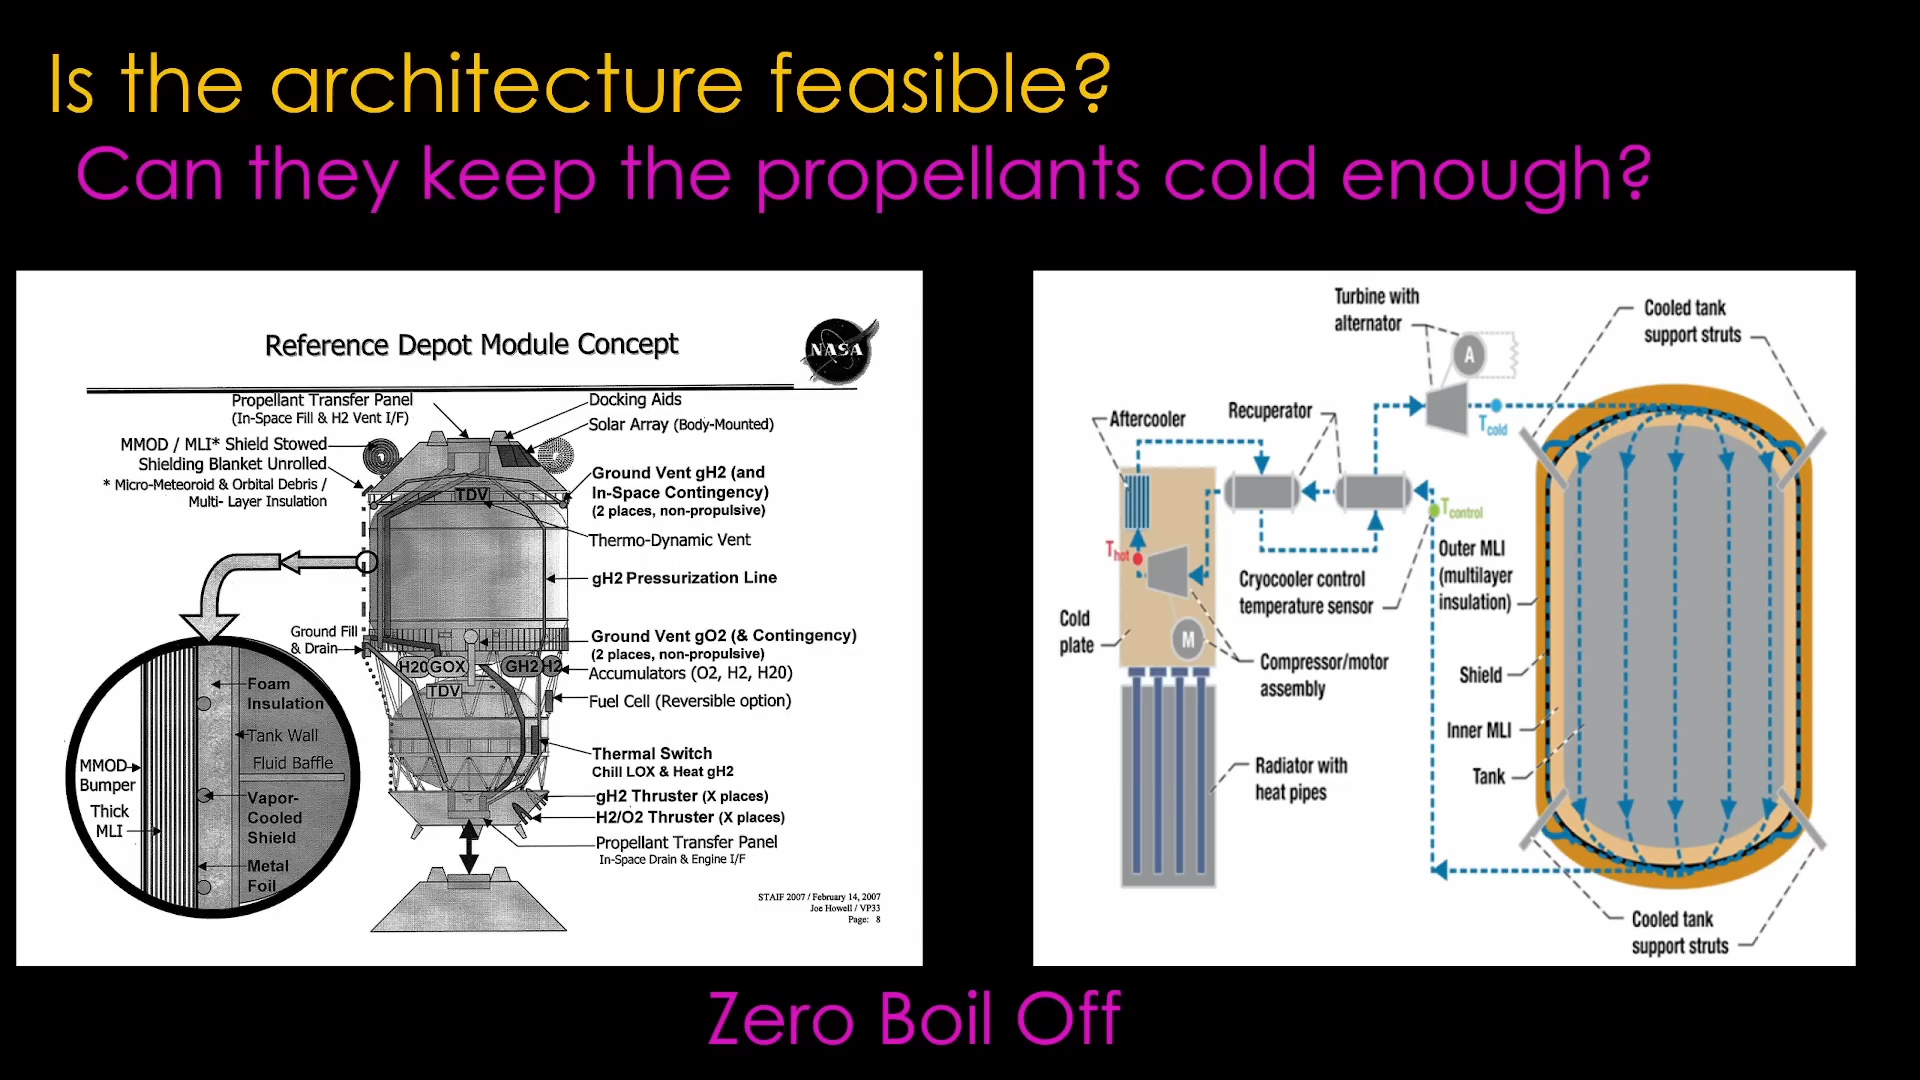 Is the architecture feasible?
Can they keep the propellants cold enough?
Reference Depot Module Concept
NASA
Propellant Transfer Panel
(In-Space Fill & H2 Vent I/F)
MMOD / MLI* Shield Stowed
Shielding Blanket Unrolled
* Micro-Meteoroid & Orbital Debris /
Multi- Layer Insulation
Docking Aids
Solar Array (Body-Mounted)
Ground Vent gH2 (and
In-Space Contingency)
(2 places, non-propulsive)
TDV
Thermo-Dynamic Vent
gH2 Pressurization Line
Ground Fill
& Drain
Ground Vent gO2 (& Contingency)
(2 places, non-propulsive)
H20 GOX GH2 H2
Accumulators (O2, H2, H20)
TDV
Fuel Cell (Reversible option)
Thermal Switch
Chill LOX & Heat gH2
gH2 Thruster (X places)
H2/O2 Thruster (X places)
Propellant Transfer Panel
In-Space Drain & Engine I/F
Foam
Insulation
Tank Wall
Fluid Baffle
MMOD
Bumper
Thick
MLI
Vapor-
Cooled
Shield
Metal
Foil
STAIF 2007 / February 14, 2007
Joe Howell / VP33
Page: 8
Turbine with
alternator
A
Cooled tank
support struts
Aftercooler
Recuperator
Tcold
Tcontrol
Thot
Outer MLI
(multilayer
insulation)
Cryocooler control
temperature sensor
Cold
plate
M
Compressor/motor
assembly
Shield
Inner MLI
Tank
Radiator with
heat pipes
Cooled tank
support struts
Zero Boil Off